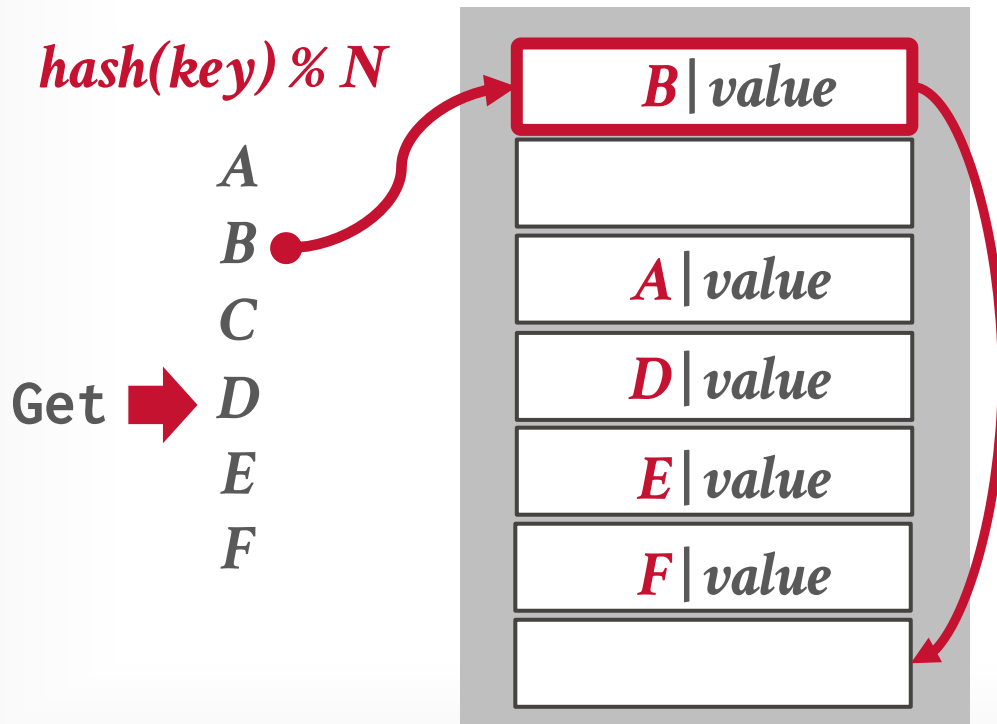 hash(key) % N
A
B
C
Get D
E
F
B|value
A|value
D|value
E|value
F|value